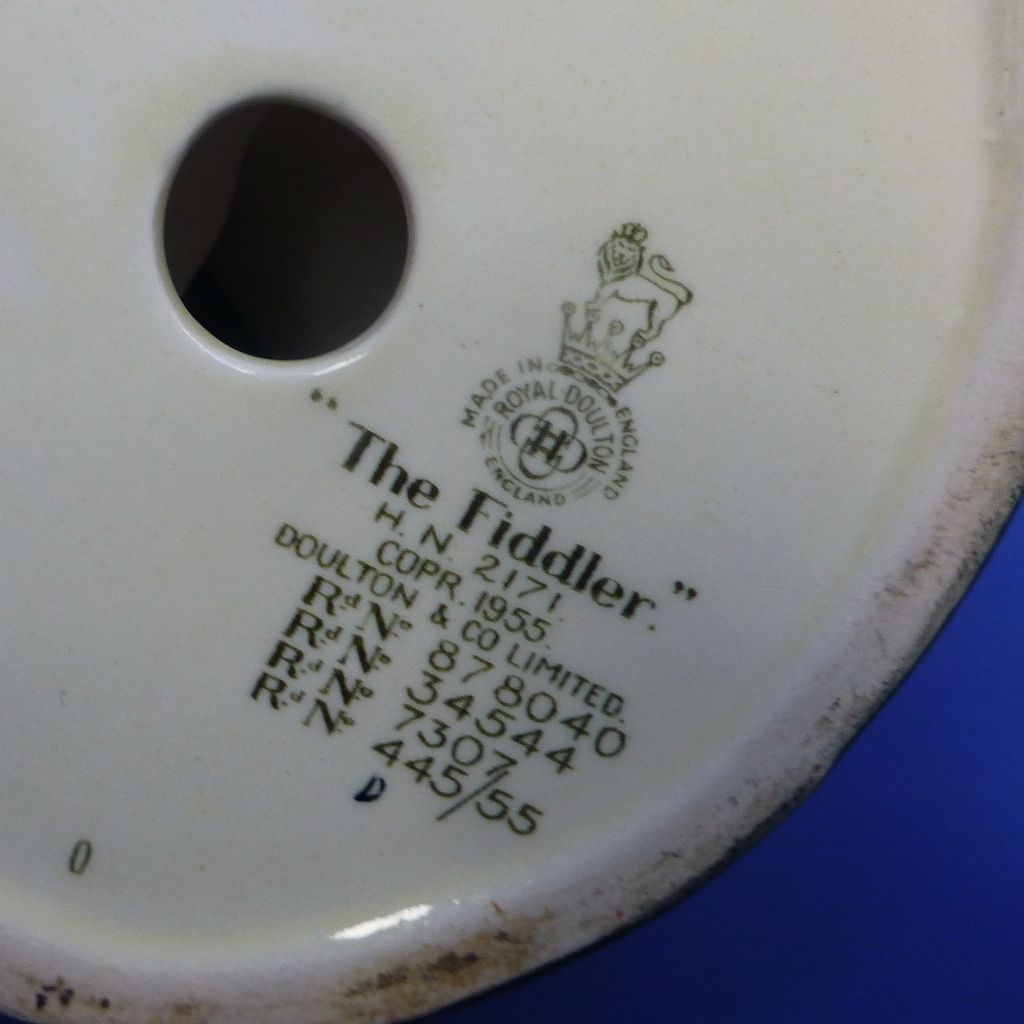 MADE IN ENGLAND
ROYAL DOULTON
ENGLAND
“The Fiddler.”
H. N. 2171.
COPR. 1955.
DOULTON & CO LIMITED.
Rd No 878040
Rd No 34544
Rd No 7307
Rd No 445/55
D
0